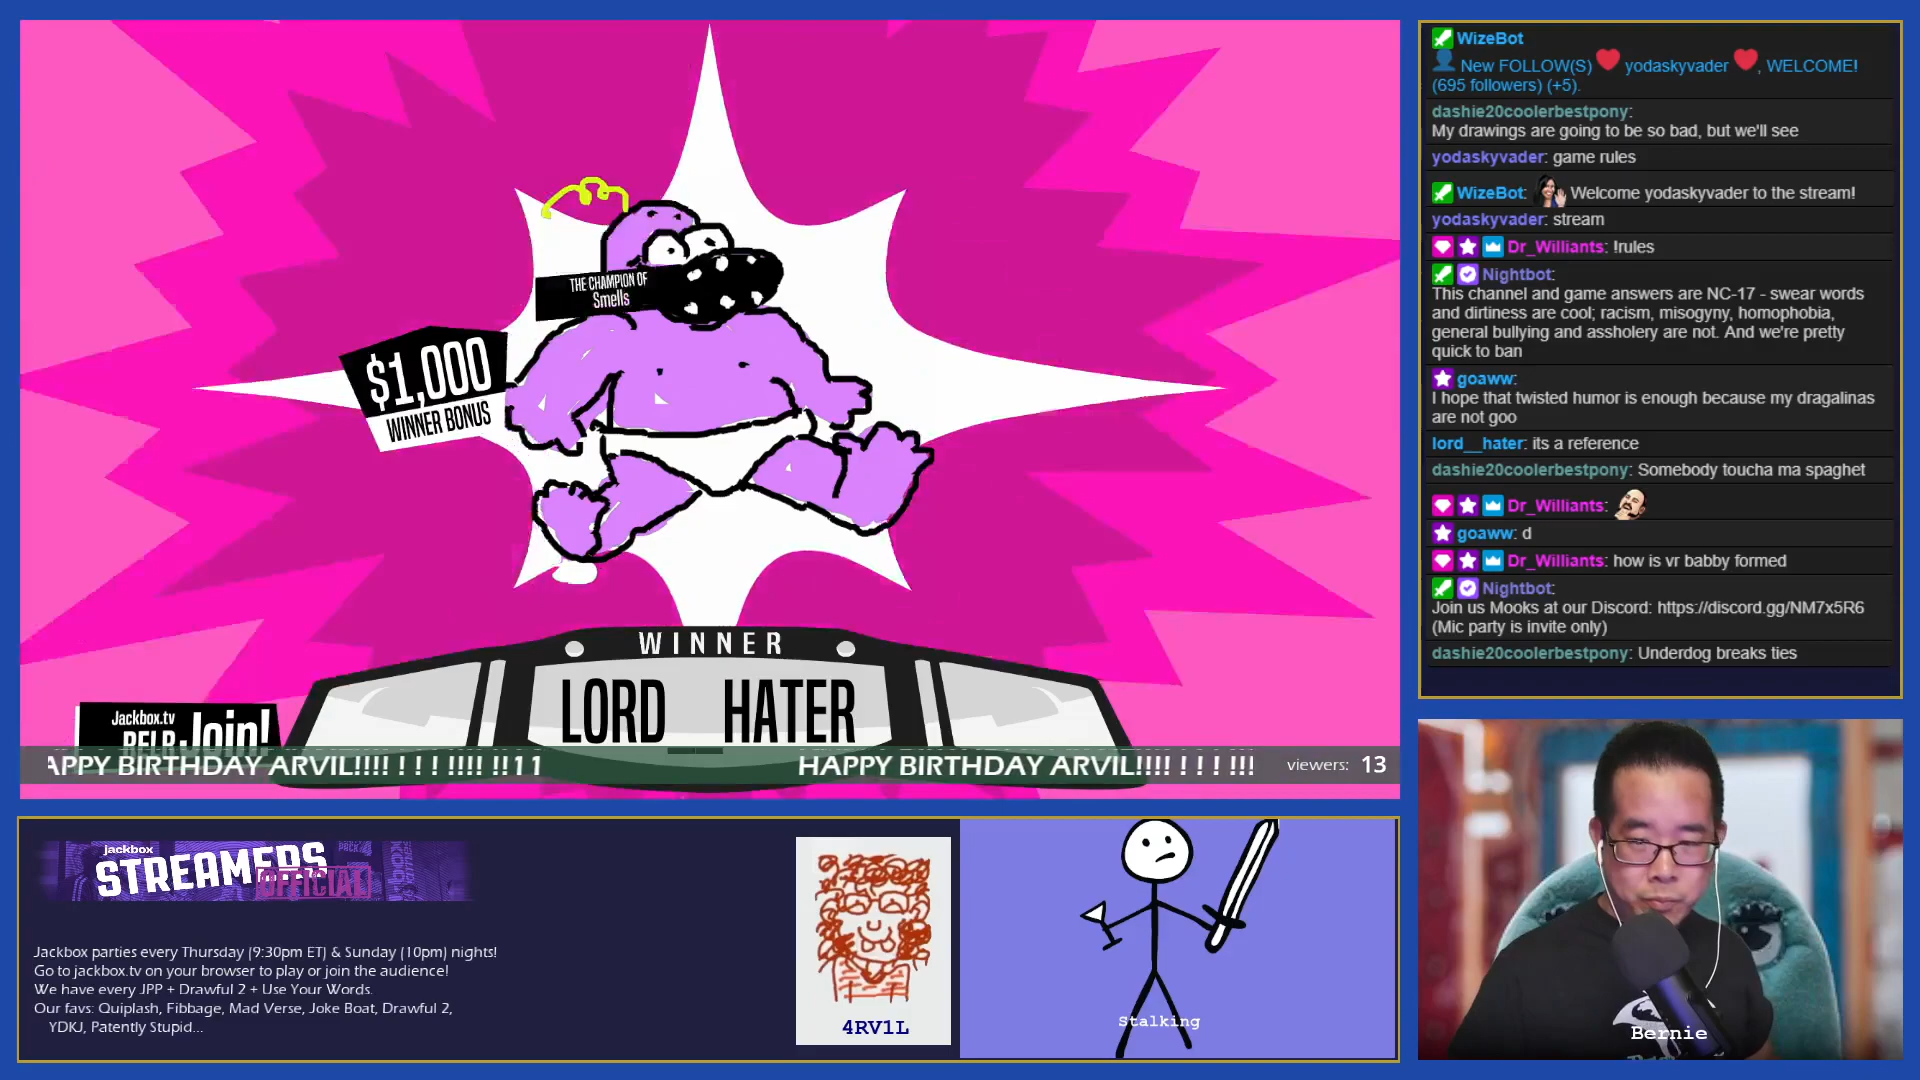 THE CHAMPION OF
Smells
$1,000
WINNER BONUS
WINNER
LORD HATER
Jackbox.tv
Join!
APPY BIRTHDAY ARVIL!!!! ! ! ! !!!! !!11
HAPPY BIRTHDAY ARVIL!!!! ! ! ! !!!
viewers: 13
WizeBot
New FOLLOW(S) yodaskyvader , WELCOME!
(695 followers) (+5).
dashie20coolerbestpony:
My drawings are going to be so bad, but we'll see
yodaskyvader: game rules
WizeBot: Welcome yodaskyvader to the stream!
yodaskyvader: stream
Dr_Williants: !rules
Nightbot:
This channel and game answers are NC-17 - swear words
and dirtiness are cool; racism, misogyny, homophobia,
general bullying and assholery are not. And we're pretty
quick to ban
goaww:
I hope that twisted humor is enough because my dragalinas
are not goo
lord__hater: its a reference
dashie20coolerbestpony: Somebody toucha ma spaghet
Dr_Williants:
goaww: d
Dr_Williants: how is vr babby formed
Nightbot:
Join us Mooks at our Discord: https://discord.gg/NM7x5R6
(Mic party is invite only)
dashie20coolerbestpony: Underdog breaks ties
jackbox
STREAMERS
OFFICIAL
Jackbox parties every Thursday (9:30pm ET) & Sunday (10pm) nights!
Go to jackbox.tv on your browser to play or join the audience!
We have every JPP + Drawful 2 + Use Your Words.
Our favs: Quiplash, Fibbage, Mad Verse, Joke Boat, Drawful 2,
YDKJ, Patently Stupid...
4RV1L
Stalking
Bernie